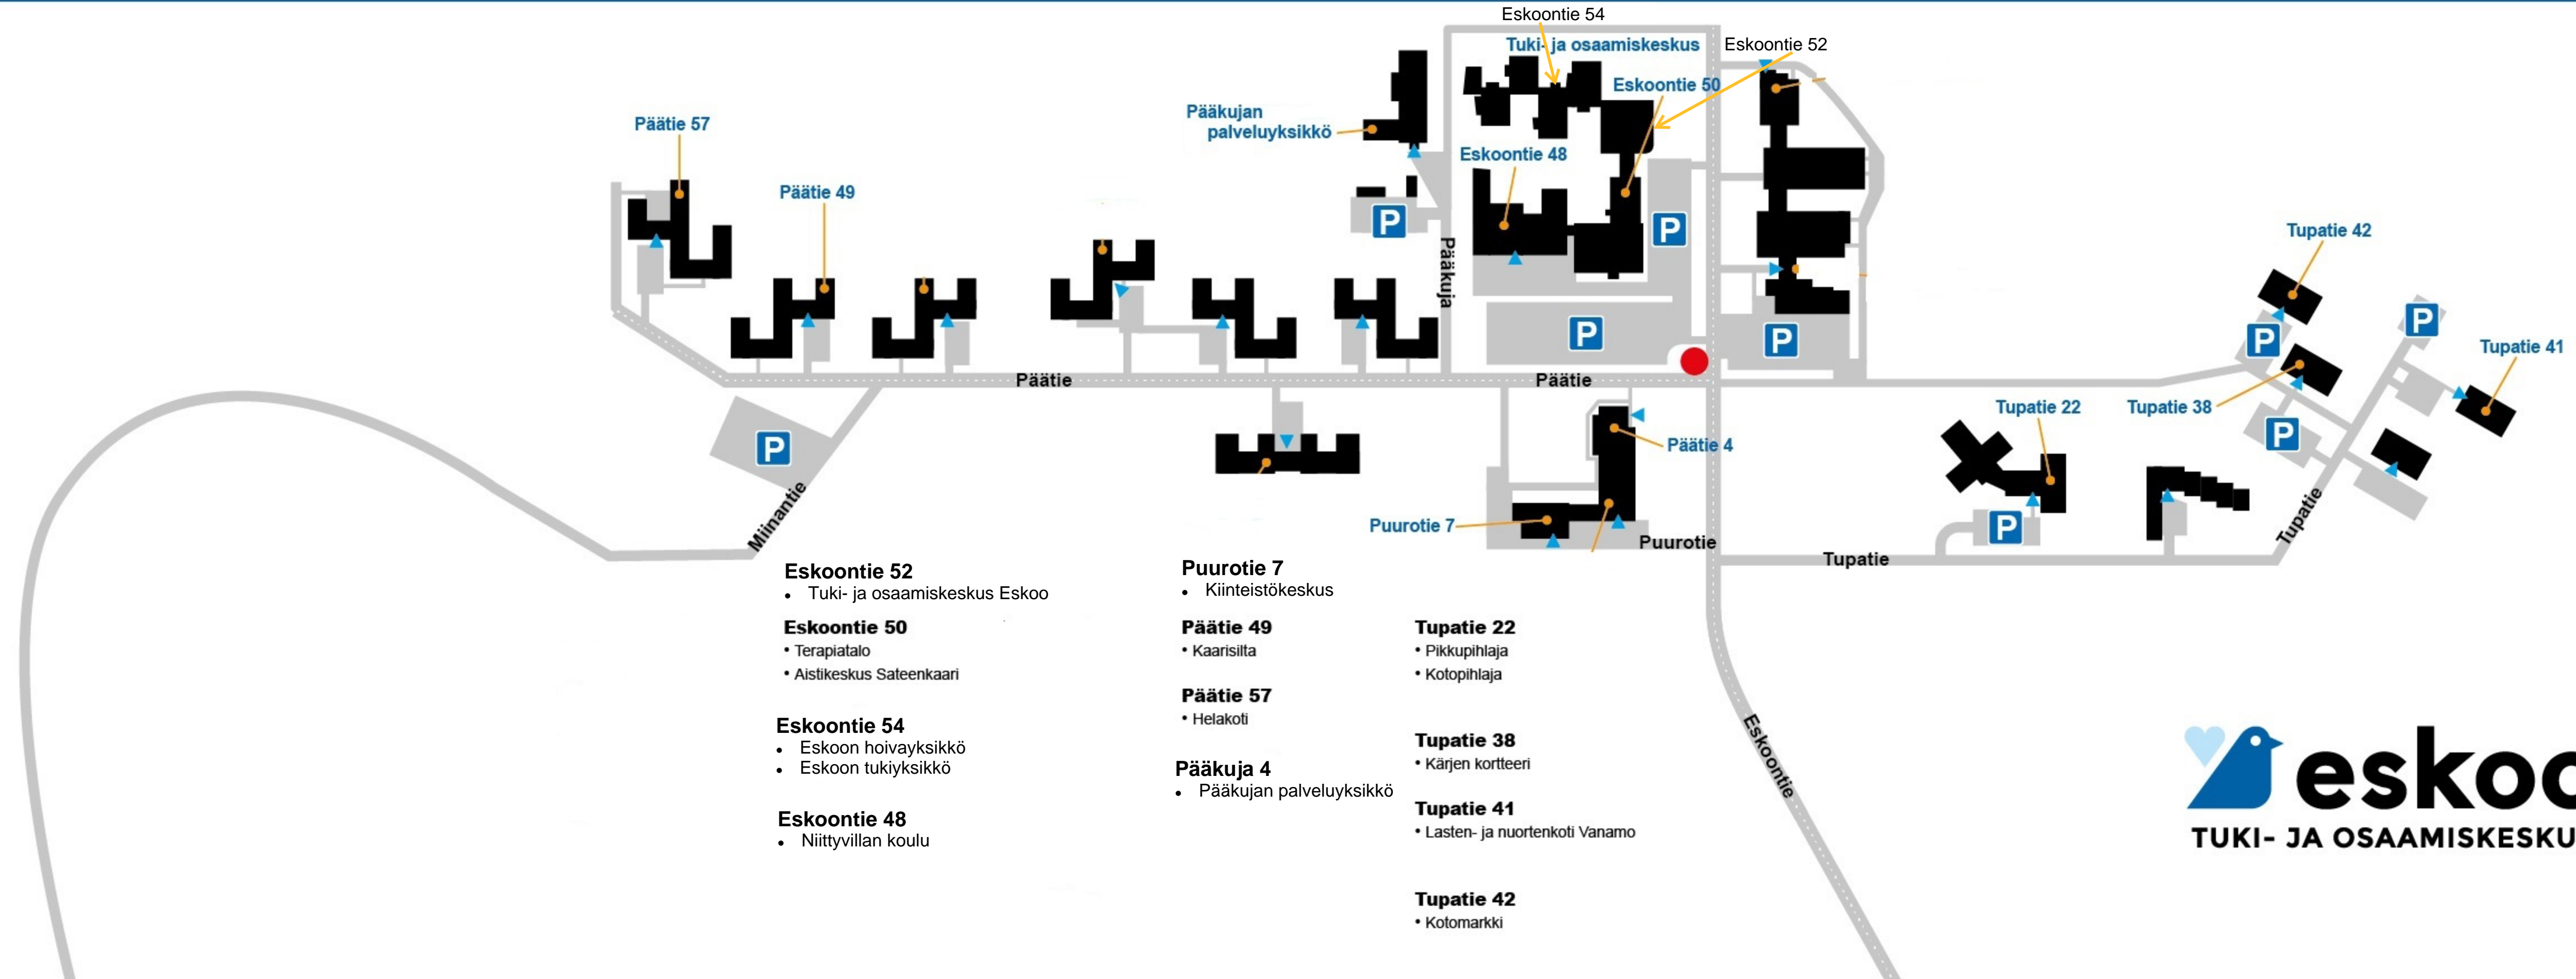 Eskoontie 54
Tuki- ja osaamiskeskus
Eskoontie 52
Eskoontie 50
Pääkujan
palveluyksikkö
Eskoontie 48
Päätie 57
Päätie 49
P
P
Pääkuja
P
P
Tupatie 42
P
P
Tupatie 41
Päätie
Päätie
Tupatie 22
Tupatie 38
P
P
Päätie 4
Miinantie
Puurotie 7
Puurotie
P
Tupatie
Tupatie
Eskoontie
Eskoontie 52
• Tuki- ja osaamiskeskus Eskoo
Eskoontie 50
• Terapiatalo
• Aistikeskus Sateenkaari
Eskoontie 54
• Eskoon hoivayksikkö
• Eskoon tukiyksikkö
Eskoontie 48
• Niittyvillan koulu
Puurotie 7
• Kiinteistökeskus
Päätie 49
• Kaarisilta
Päätie 57
• Helakoti
Pääkuja 4
• Pääkujan palveluyksikkö
Tupatie 22
• Pikkupihlaja
• Kotopihlaja
Tupatie 38
• Kärjen kortteeri
Tupatie 41
• Lasten- ja nuortenkoti Vanamo
Tupatie 42
• Kotomarkki
eskoo
TUKI- JA OSAAMISKESKU